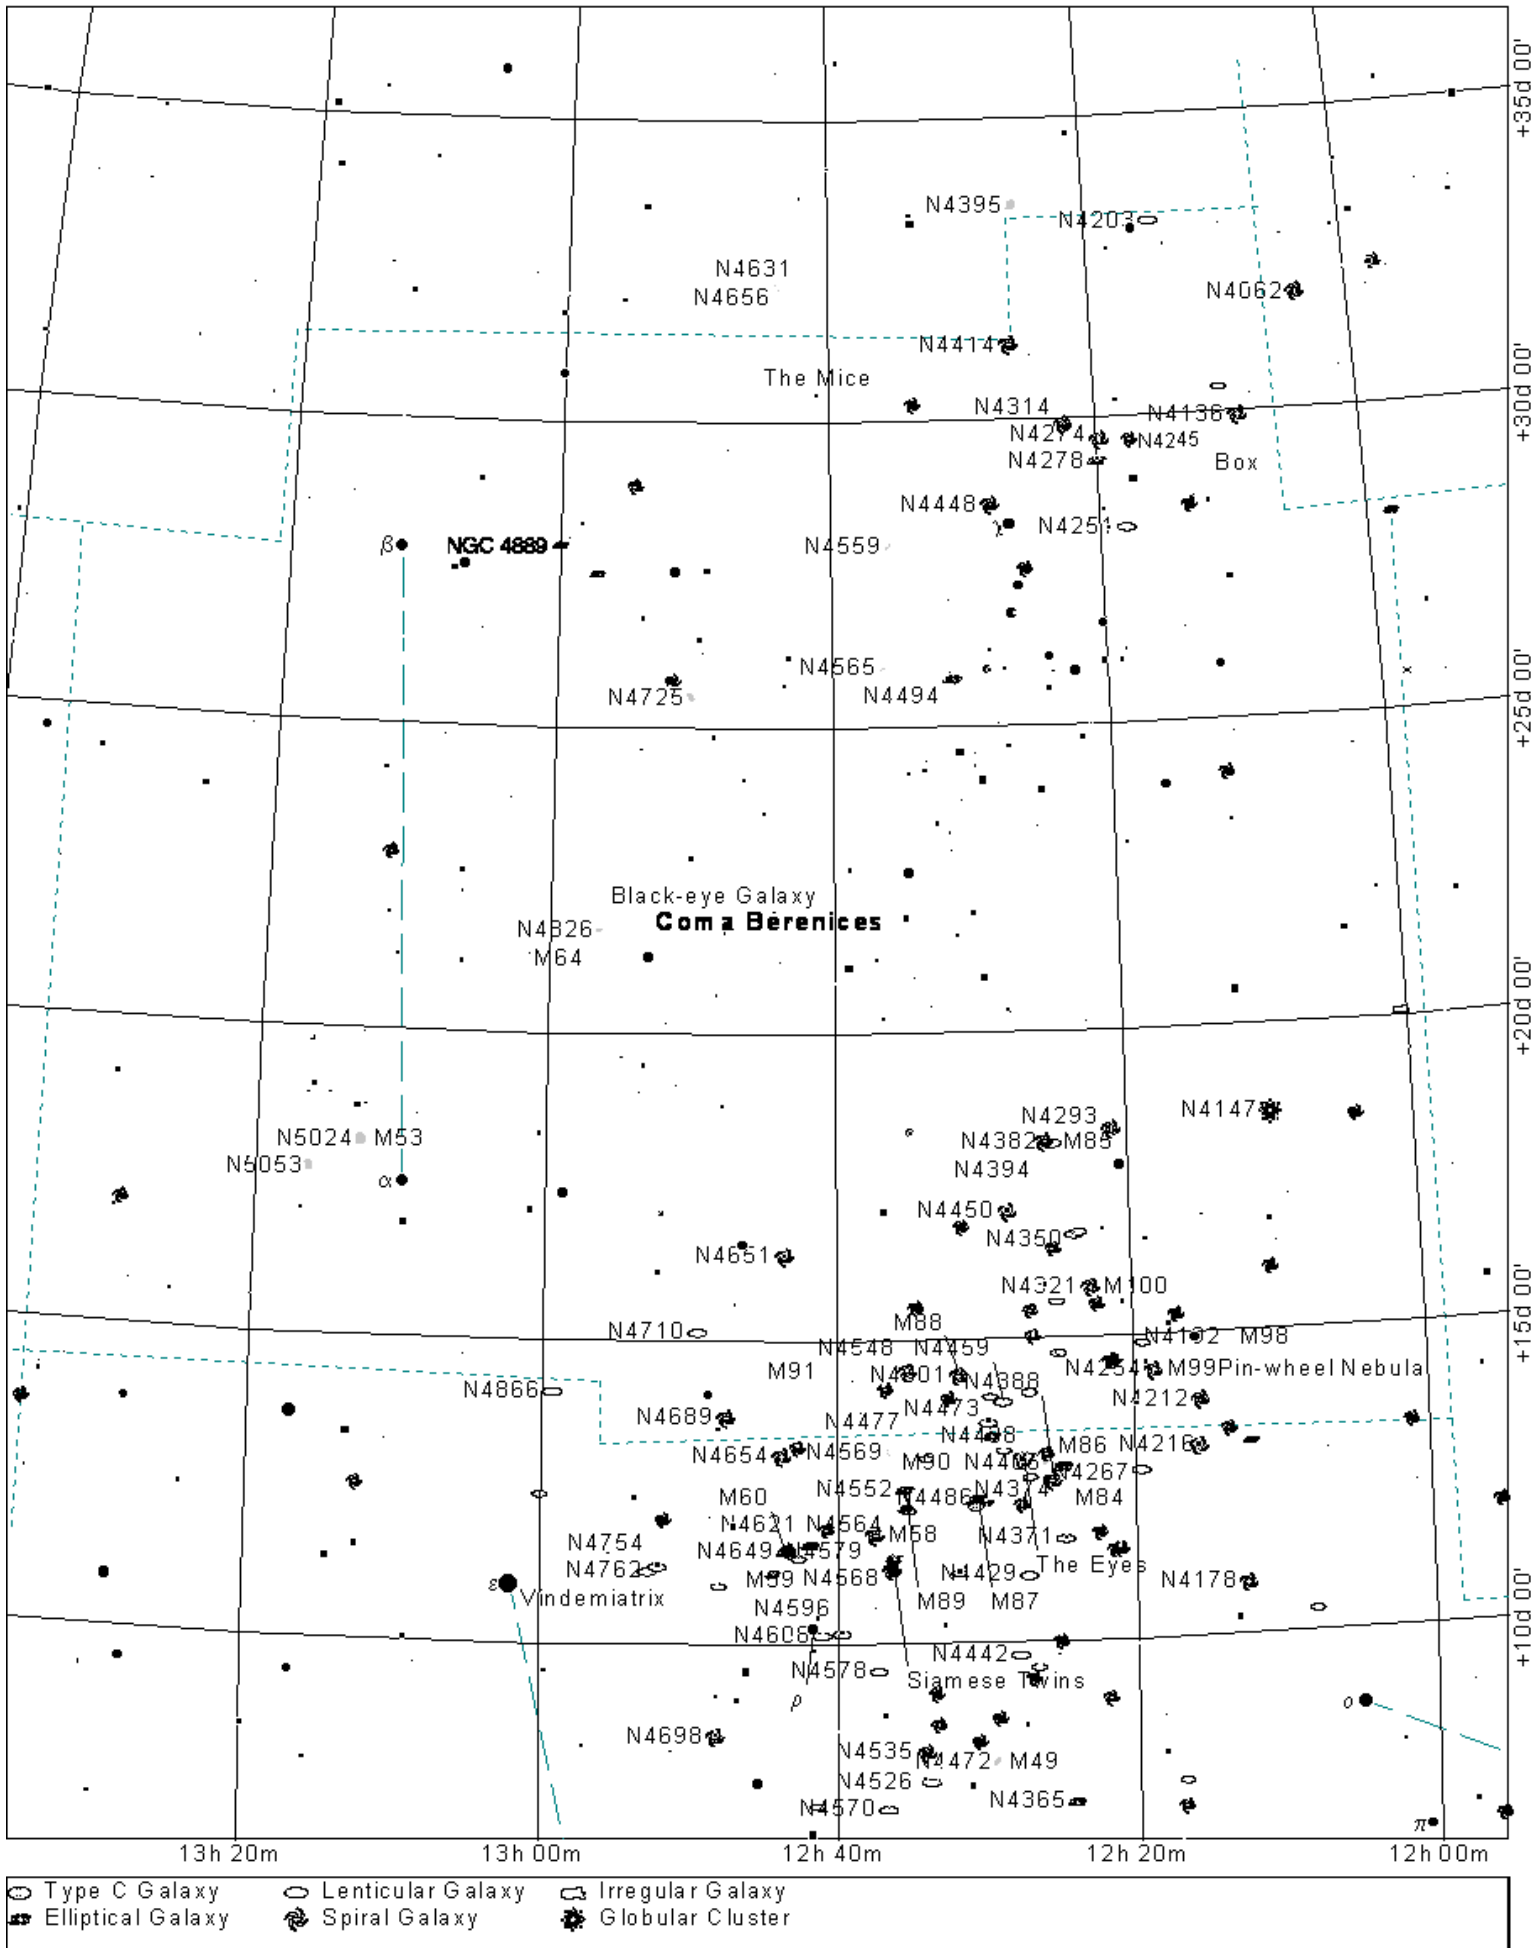 +35d 00'
N4395
N4203
N4631
N4656
N4062
N4414
The Mice
+30d 00'
N4314
N4136
N4274
N4245
N4278
Box
N4448
N4251
β
NGC 4889
N4559
γ
N4565
N4494
N4725
+25d 00'
Black-eye Galaxy
Coma Berenices
N4826
M64
+20d 00'
N4147
N4293
N5024 M53
N4382 M85
N5053
N4394
α
N4450
N4350
N4651
N4321 M100
+15d 00'
M88
N4710
N4192 M98
N4548 N4459
M91
N4501
N4254 M99 Pin-wheel Nebula
N4388
N4866
N4212
N4473
N4689
N4477
N4438
M86 N4216
N4654 N4569
M90 N4406
N4267
N4552
N4374
M60
N4486
M84
N4621 N4564
M58
N4371
N4754
N4649 N4579
The Eyes
N4762
M59 N4568
N4429
N4178
ε
Vindemiatrix
M89 M87
N4596
N4608
+10d 00'
N4442
N4578
Siamese Twins
ρ
ο
N4698
N4535
N4472 M49
N4526
N4365
N4570
π
13h 20m 13h 00m 12h 40m 12h 20m 12h 00m
Type C Galaxy Lenticular Galaxy Irregular Galaxy
Elliptical Galaxy Spiral Galaxy Globular Cluster